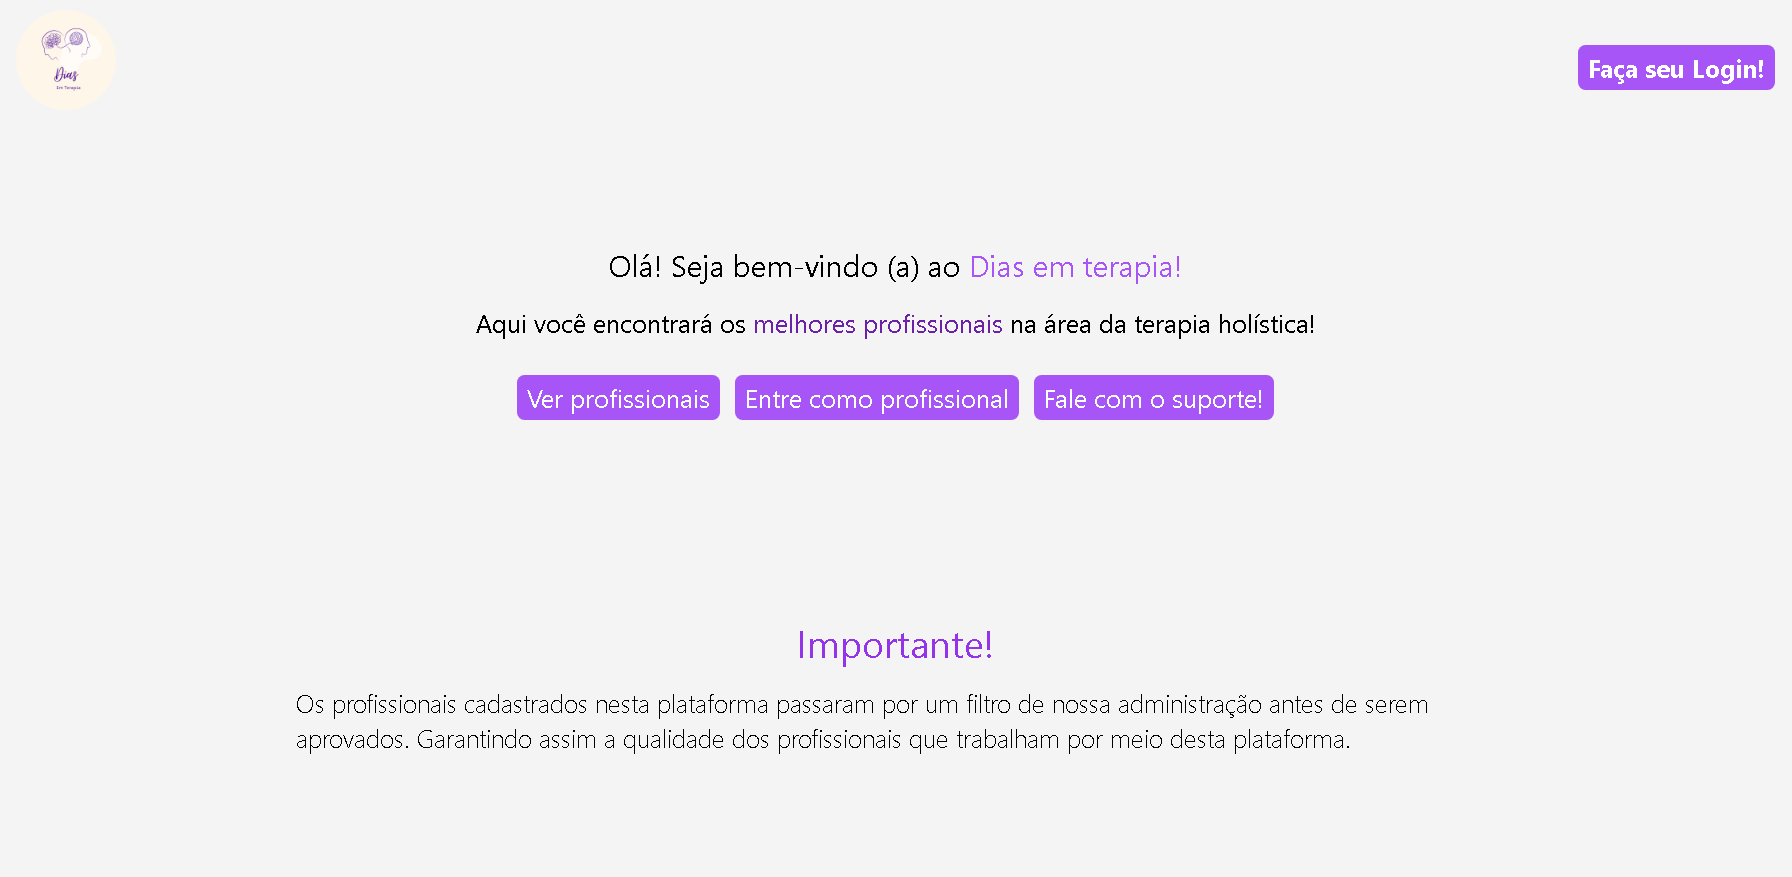 Dias
Em Terapia
Faça seu Login!
Olá! Seja bem-vindo (a) ao Dias em terapia!
Aqui você encontrará os melhores profissionais na área da terapia holística!
Ver profissionais
Entre como profissional
Fale com o suporte!
Importante!
Os profissionais cadastrados nesta plataforma passaram por um filtro de nossa administração antes de serem
aprovados. Garantindo assim a qualidade dos profissionais que trabalham por meio desta plataforma.